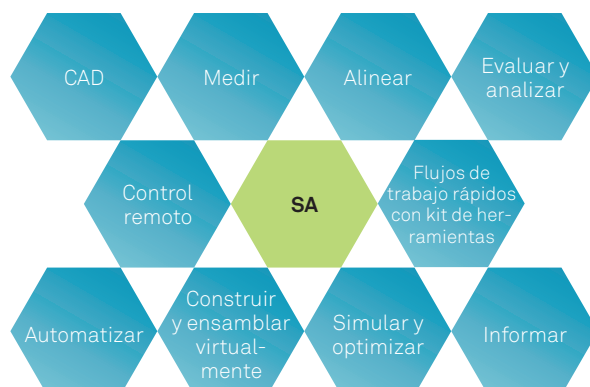 CAD
Medir
Alinear
Evaluar y
analizar
Control
remoto
SA
Flujos de
trabajo rápidos
con kit de her-
ramientas
Automatizar
Construir
y ensamblar
virtual-
mente
Simular y
optimizar
Informar